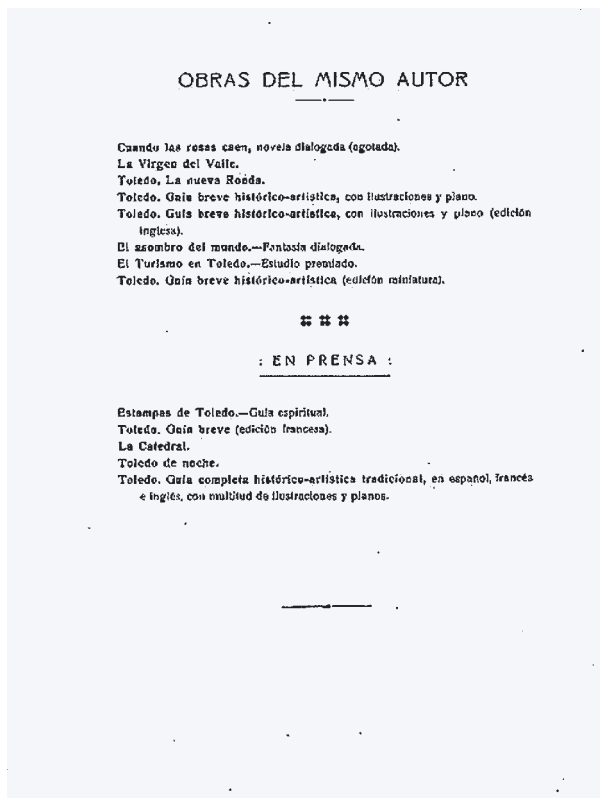 OBRAS DEL MISMO AUTOR
Cuando las rosas caen, novela dialogada (agotada).
La Virgen del Valle.
Toledo. La nueva Ronda.
Toledo. Guía breve histórico-artística, con ilustraciones y plano.
Toledo. Guía breve histórico-artística, con ilustraciones y plano (edición
inglesa).
El asombro del mundo.—Fantasía dialogada.
El Turismo en Toledo.—Estudio premiado.
Toledo. Guía breve histórico-artística (edición miniatura).
: EN PRENSA :
Estampas de Toledo.—Guía espiritual.
Toledo. Guía breve (edición francesa).
La Catedral.
Toledo de noche.
Toledo. Guía completa histórico-artística tradicional, en español, francés
e inglés, con multitud de ilustraciones y planos.